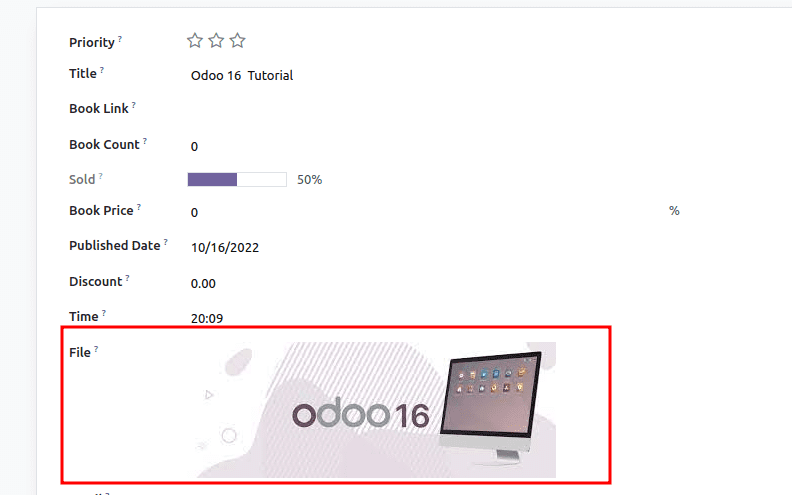 Priority ?
Title ? Odoo 16 Tutorial
Book Link ?
Book Count ? 0
Sold ? 50%
Book Price ? 0 %
Published Date ? 10/16/2022
Discount ? 0.00
Time ? 20:09
File ?
odoo 16